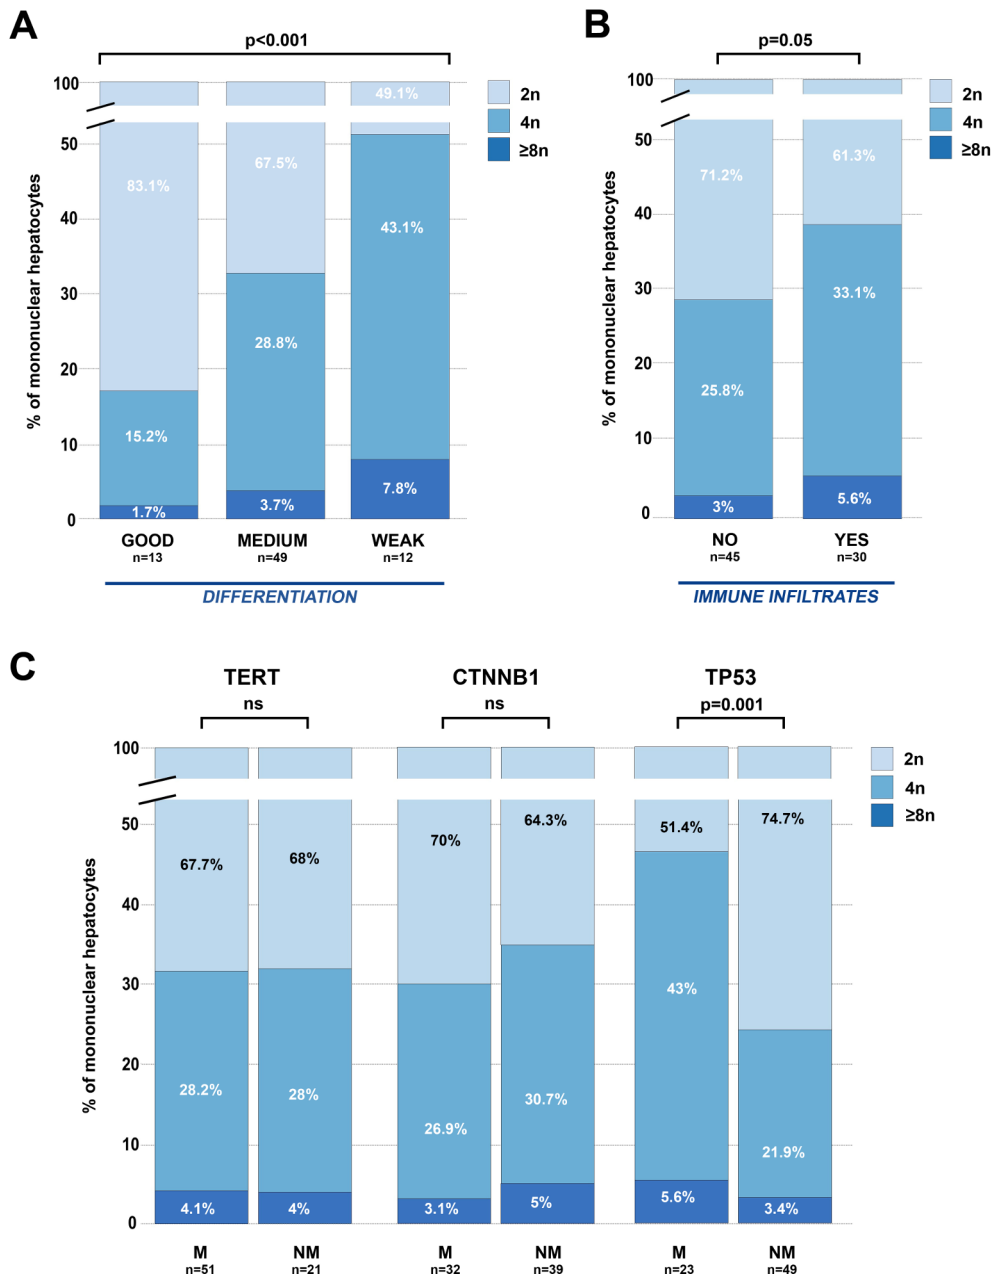 A
p<0.001
100
50
40
30
20
10
0
% of mononuclear hepatocytes
49.1%
83.1%
67.5%
43.1%
28.8%
15.2%
7.8%
3.7%
1.7%
2n
4n
≥8n
GOOD
n=13
MEDIUM
n=49
WEAK
n=12
DIFFERENTIATION
B
p=0.05
100
50
40
30
20
10
0
% of mononuclear hepatocytes
71.2%
61.3%
33.1%
25.8%
5.6%
3%
2n
4n
≥8n
NO
n=45
YES
n=30
IMMUNE INFILTRATES
C
TERT
ns
CTNNB1
ns
TP53
p=0.001
100
50
40
30
20
10
0
% of mononuclear hepatocytes
67.7%
68%
70%
64.3%
51.4%
74.7%
28.2%
28%
26.9%
30.7%
43%
21.9%
4.1%
4%
3.1%
5%
5.6%
3.4%
2n
4n
≥8n
M
n=51
NM
n=21
M
n=32
NM
n=39
M
n=23
NM
n=49